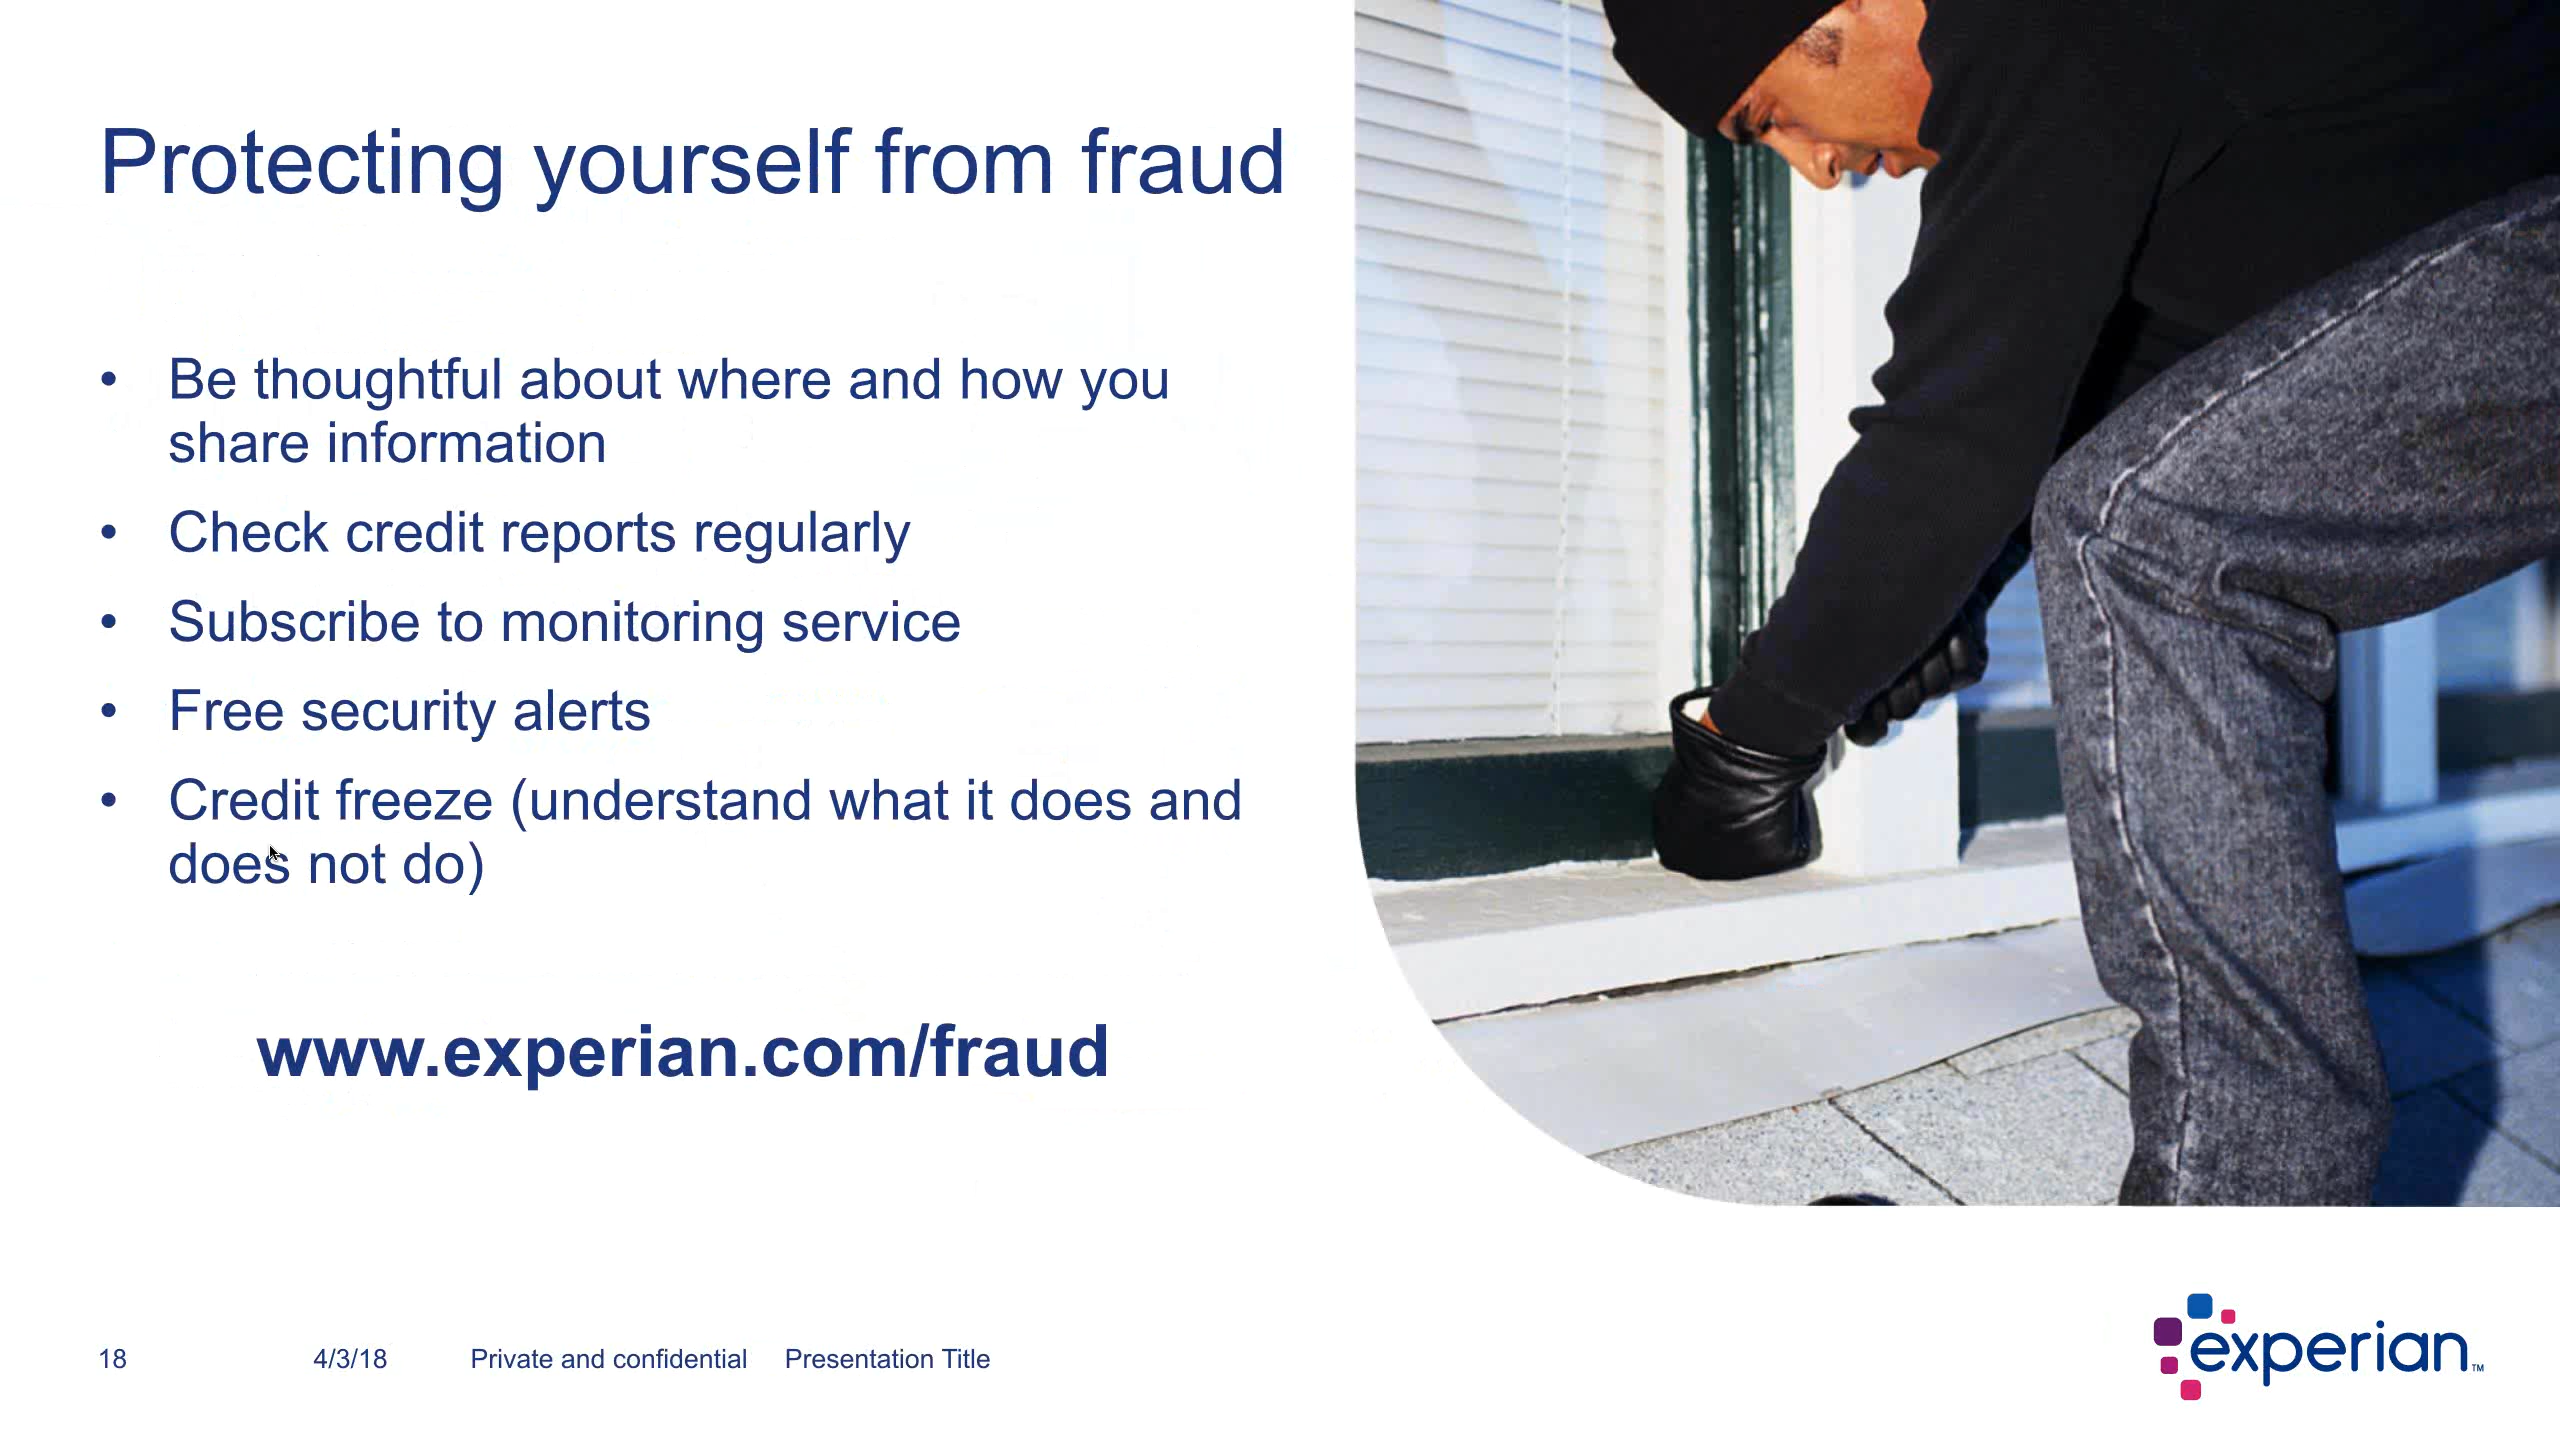 Protecting yourself from fraud
• Be thoughtful about where and how you
share information
• Check credit reports regularly
• Subscribe to monitoring service
• Free security alerts
• Credit freeze (understand what it does and
does not do)
www.experian.com/fraud
18 4/3/18 Private and confidential Presentation Title
experian™